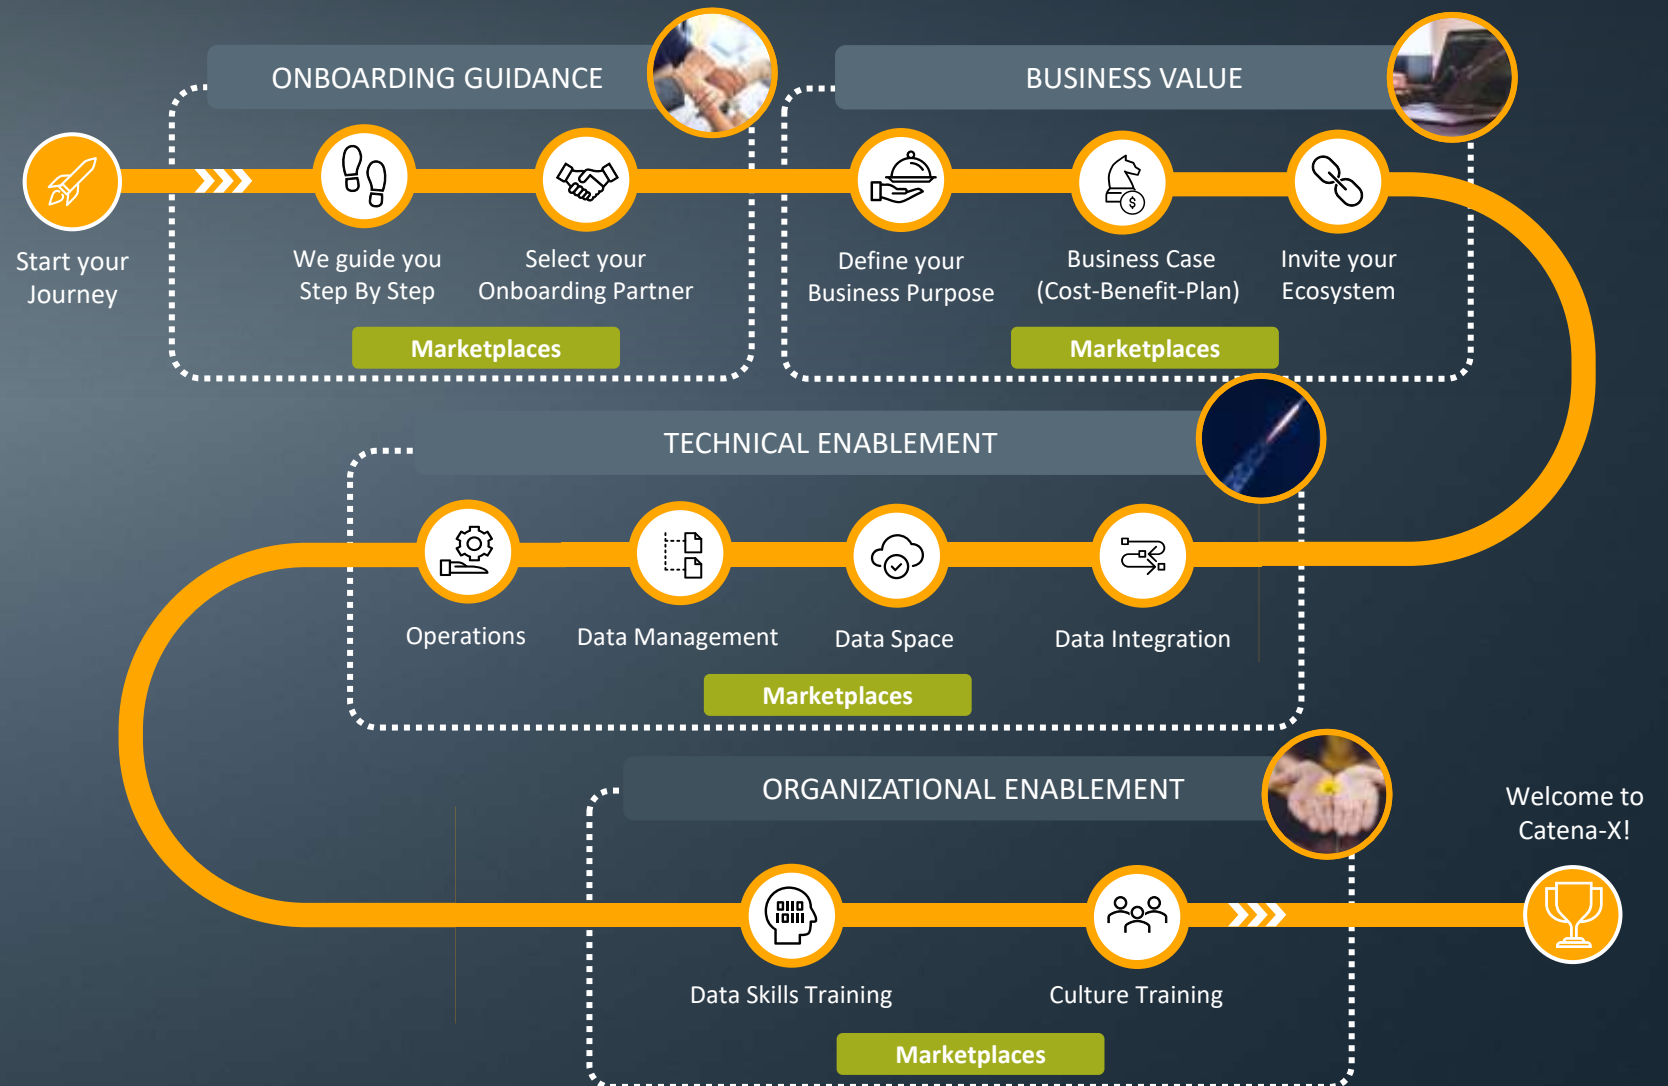 ONBOARDING GUIDANCE
BUSINESS VALUE
Start your
Journey
We guide you
Step By Step
Select your
Onboarding Partner
Marketplaces
Define your
Business Purpose
Business Case
(Cost-Benefit-Plan)
$
Invite your
Ecosystem
Marketplaces
TECHNICAL ENABLEMENT
Operations
Data Management
Data Space
Data Integration
Marketplaces
ORGANIZATIONAL ENABLEMENT
0110
10111
Data Skills Training
Culture Training
Marketplaces
Welcome to
Catena-X!